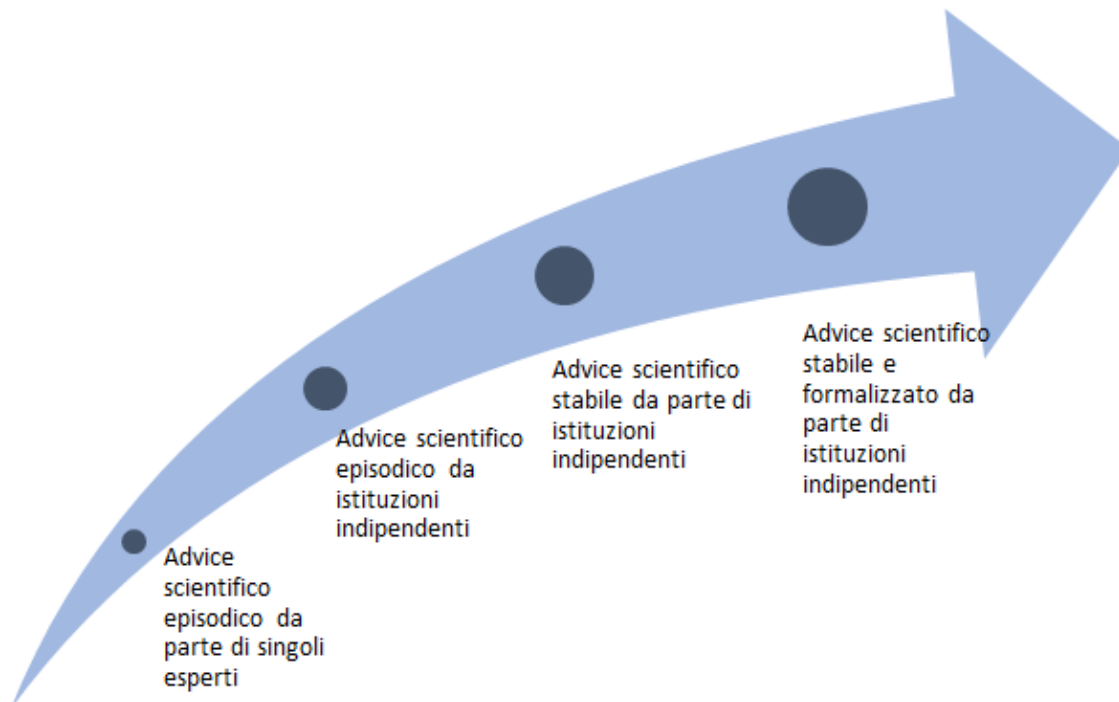 Advice
scientifico
episodico da
parte di singoli
esperti
Advice scientifico
episodico da
istituzioni
indipendenti
Advice scientifico
stabile da parte di
istituzioni
indipendenti
Advice scientifico
stabile e
formalizzato da
parte di
istituzioni
indipendenti